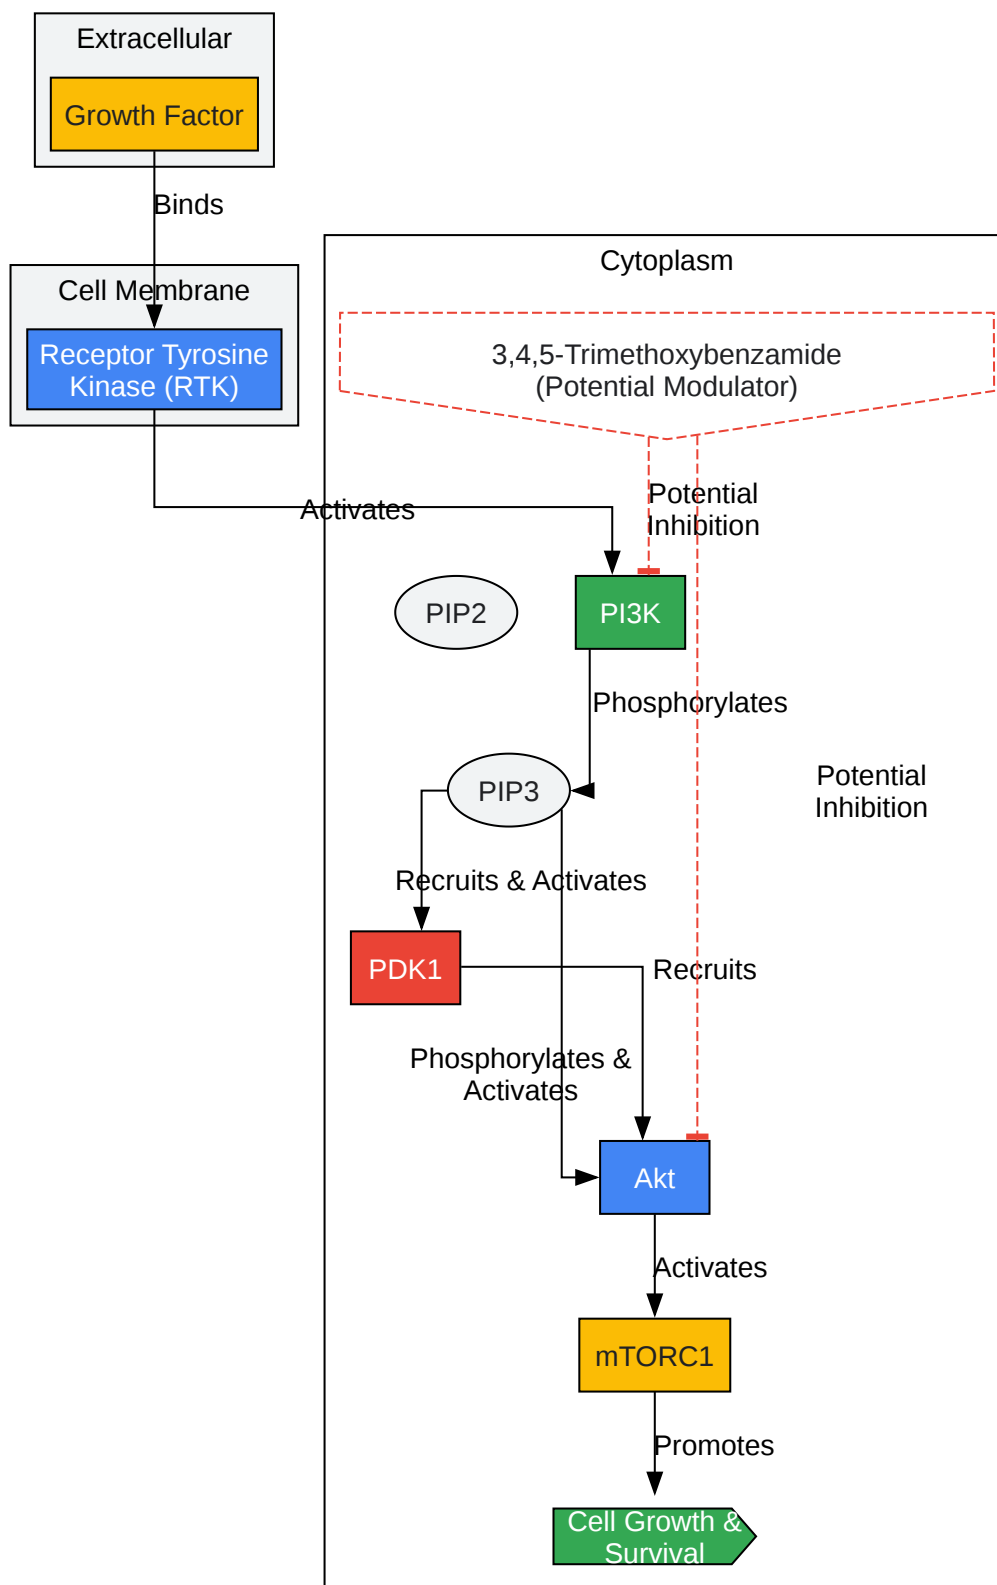 Extracellular
Growth Factor
Binds
Cytoplasm
Cell Membrane
Receptor Tyrosine
Kinase (RTK)
3,4,5-Trimethoxybenzamide
(Potential Modulator)
Activates
Potential
Inhibition
PIP2
PI3K
Phosphorylates
PIP3
Potential
Inhibition
Recruits & Activates
PDK1
Recruits
Phosphorylates &
Activates
Akt
Activates
mTORC1
Promotes
Cell Growth &
Survival